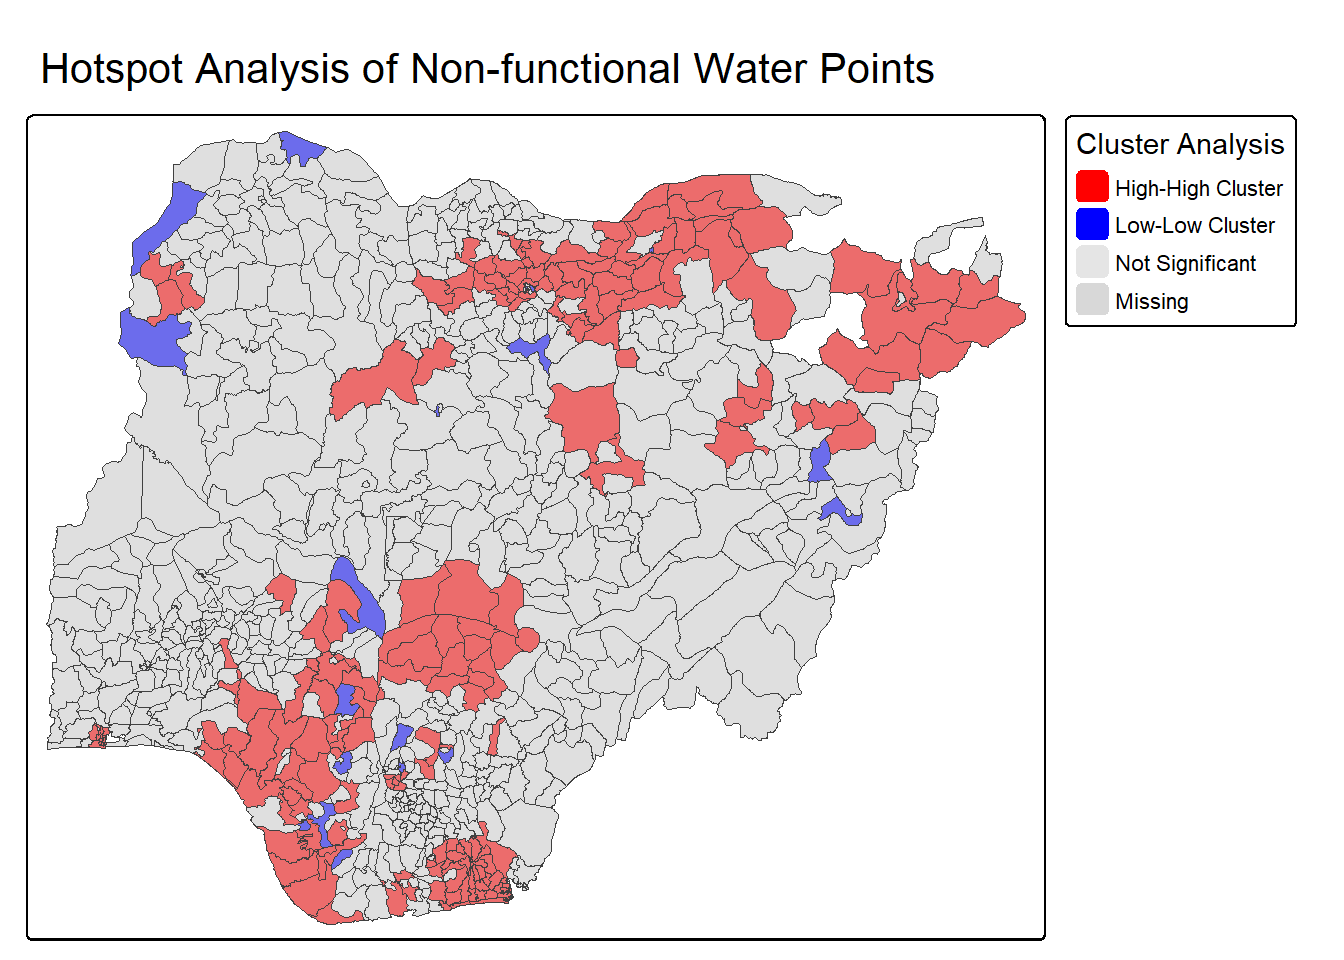 Hotspot Analysis of Non-functional Water Points
Cluster Analysis
High-High Cluster
Low-Low Cluster
Not Significant
Missing